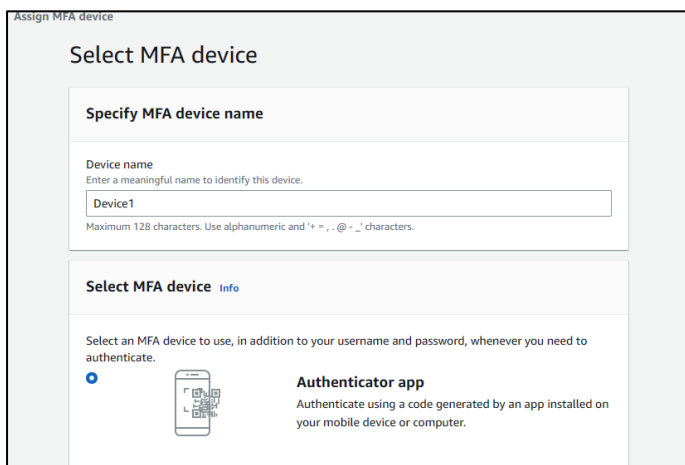 Assign MFA device
Select MFA device
Specify MFA device name
Device name
Enter a meaningful name to identify this device.
Device1
Maximum 128 characters. Use alphanumeric and '+ = , . @ - _' characters.
Select MFA device Info
Select an MFA device to use, in addition to your username and password, whenever you need to
authenticate.
Authenticator app
Authenticate using a code generated by an app installed on
your mobile device or computer.